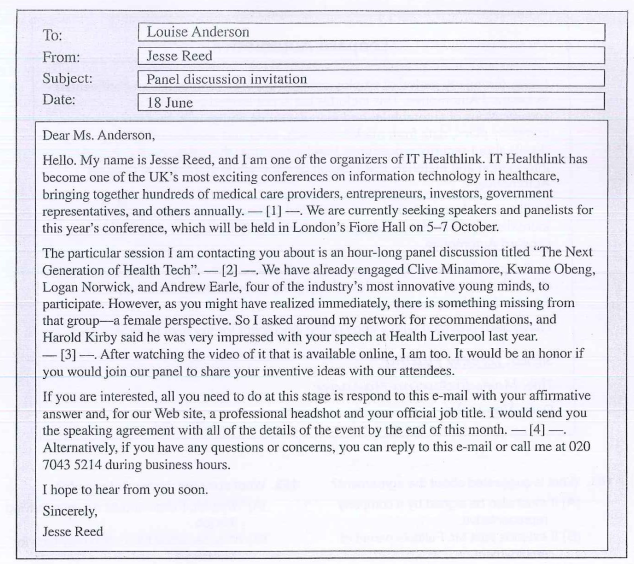 To: Louise Anderson
From: Jesse Reed
Subject: Panel discussion invitation
Date: 18 June
Dear Ms. Anderson,
Hello. My name is Jesse Reed, and I am one of the organizers of IT Healthlink. IT Healthlink has
become one of the UK's most exciting conferences on information technology in healthcare,
bringing together hundreds of medical care providers, entrepreneurs, investors, government
representatives, and others annually. — [1] —. We are currently seeking speakers and panelists for
this year's conference, which will be held in London's Fiore Hall on 5–7 October.
The particular session I am contacting you about is an hour-long panel discussion titled “The Next
Generation of Health Tech”. — [2] —. We have already engaged Clive Minamore, Kwame Obeng,
Logan Norwick, and Andrew Earle, four of the industry's most innovative young minds, to
participate. However, as you might have realized immediately, there is something missing from
that group—a female perspective. So I asked around my network for recommendations, and
Harold Kirby said he was very impressed with your speech at Health Liverpool last year.
— [3] —. After watching the video of it that is available online, I am too. It would be an honor if
you would join our panel to share your inventive ideas with our attendees.
If you are interested, all you need to do at this stage is respond to this e-mail with your affirmative
answer and, for our Web site, a professional headshot and your official job title. I would send you
the speaking agreement with all of the details of the event by the end of this month. — [4] —.
Alternatively, if you have any questions or concerns, you can reply to this e-mail or call me at 020
7043 5214 during business hours.
I hope to hear from you soon.
Sincerely,
Jesse Reed